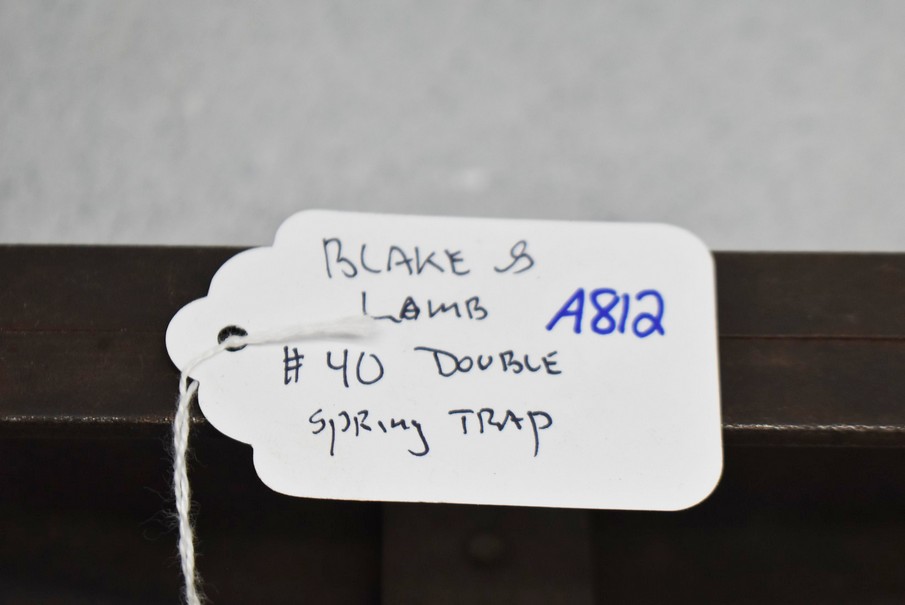 BLAKE &
LAMB
A812
# 40 DOUBLE
SPRING TRAP